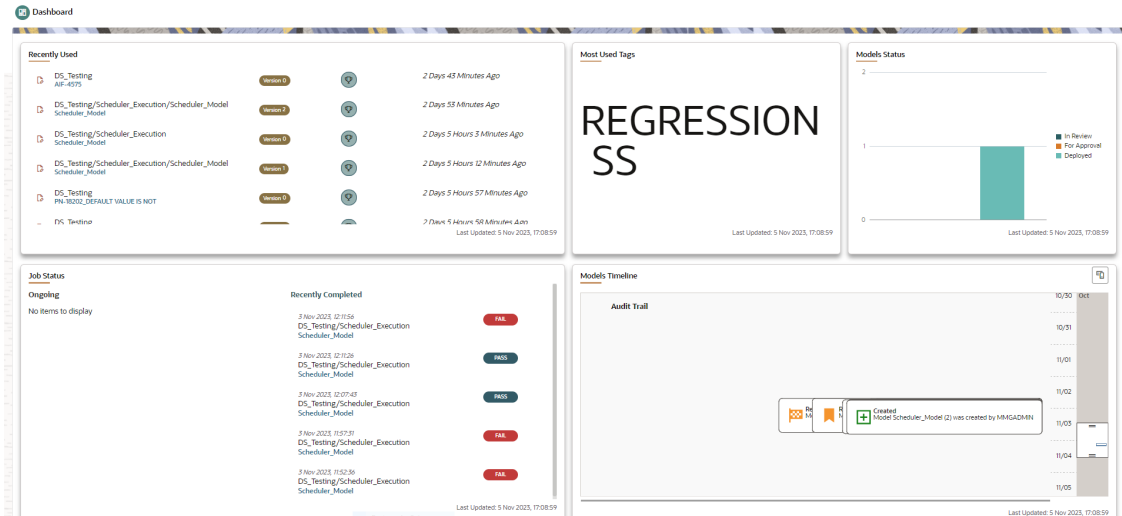 Dashboard
Recently Used
DS_Testing
AIF-4575
Version 0
2 Days 43 Minutes Ago
DS_Testing/Scheduler_Execution/Scheduler_Model
Scheduler_Model
Version 2
2 Days 53 Minutes Ago
DS_Testing/Scheduler_Execution
Scheduler_Model
Version 0
2 Days 5 Hours 3 Minutes Ago
DS_Testing/Scheduler_Execution/Scheduler_Model
Scheduler_Model
Version 1
2 Days 5 Hours 12 Minutes Ago
DS_Testing
PN-18202_DEFAULT VALUE IS NOT
Version 0
2 Days 5 Hours 57 Minutes Ago
DS_Testing
2 Days 5 Hours 58 Minutes Ago
Last Updated: 5 Nov 2023, 17:08:59
Most Used Tags
REGRESSION
SS
Last Updated: 5 Nov 2023, 17:08:59
Models Status
2
1
0
In Review
For Approval
Deployed
Last Updated: 5 Nov 2023, 17:08:59
Job Status
Ongoing
No items to display
Recently Completed
3 Nov 2023, 12:11:56
DS_Testing/Scheduler_Execution
Scheduler_Model
FAIL
3 Nov 2023, 12:11:26
DS_Testing/Scheduler_Execution
Scheduler_Model
PASS
3 Nov 2023, 12:07:43
DS_Testing/Scheduler_Execution
Scheduler_Model
PASS
3 Nov 2023, 11:57:31
DS_Testing/Scheduler_Execution
Scheduler_Model
FAIL
3 Nov 2023, 11:52:36
DS_Testing/Scheduler_Execution
Scheduler_Model
FAIL
Last Updated: 5 Nov 2023, 17:08:59
Models Timeline
Audit Trail
Re
M
R
M
Created
Model Scheduler_Model (2) was created by MMGADMIN
10/30
Oct
10/31
11/01
11/02
11/03
11/04
11/05
Last Updated: 5 Nov 2023, 17:08:59